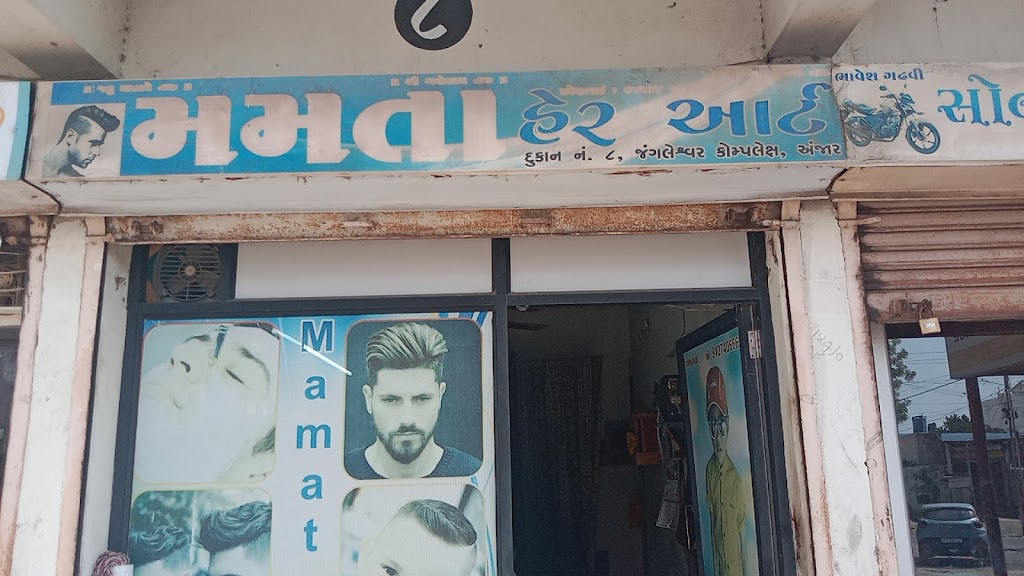 ૮
મમતા હેર આર્ટ
દુકાન નં. ૮, જંગલેશ્વર કોમ્પલેક્ષ, અંજાર
ભાવેશ ગઢવી
Mamat